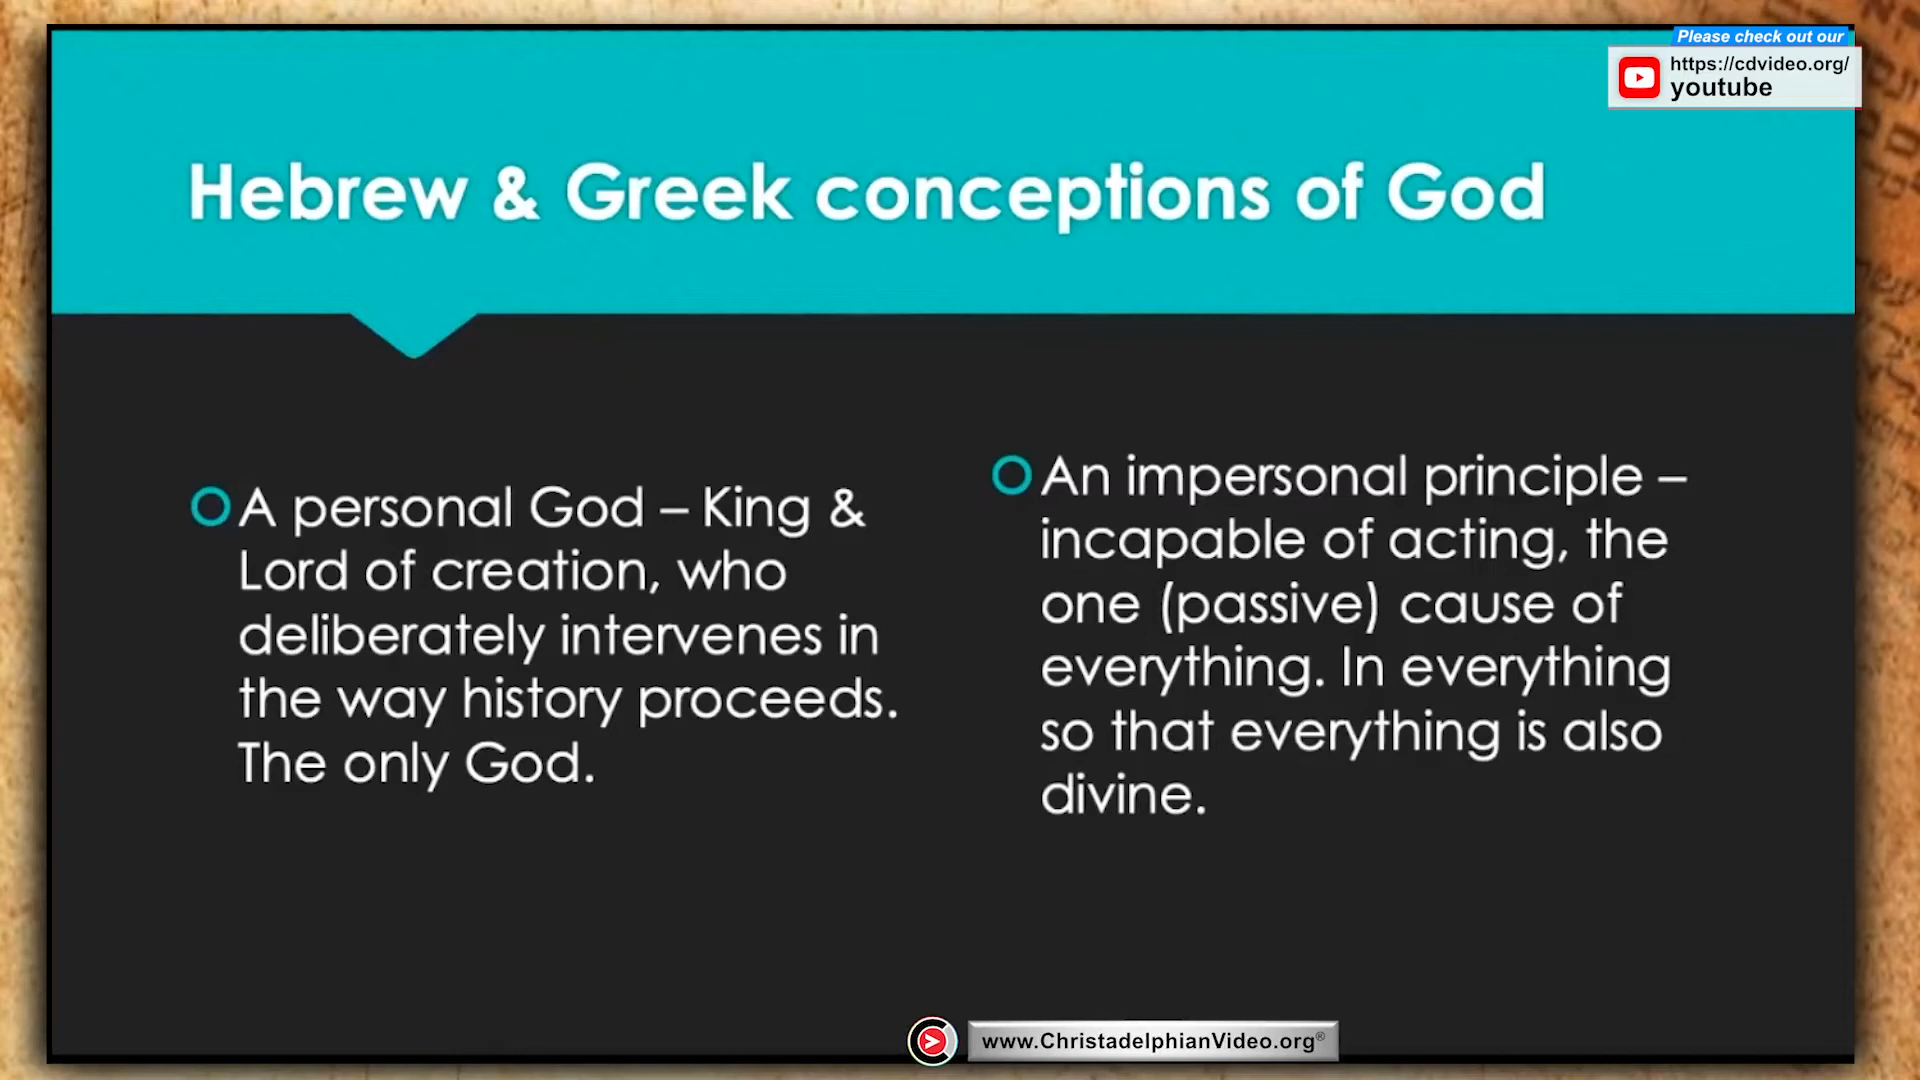 Please check out our
https://cdvideo.org/
youtube
Hebrew & Greek conceptions of God
A personal God – King &
Lord of creation, who
deliberately intervenes in
the way history proceeds.
The only God.
An impersonal principle –
incapable of acting, the
one (passive) cause of
everything. In everything
so that everything is also
divine.
www.ChristadelphianVideo.org®